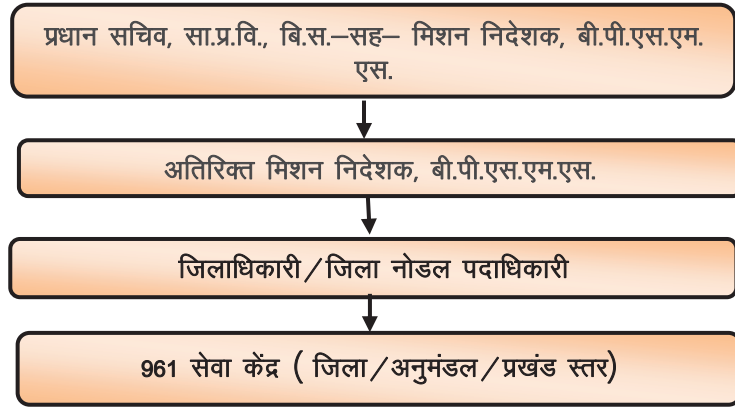 प्रधान सचिव, सा.प्र.वि., बि.स.–सह– मिशन निदेशक, बी.पी.एस.एम.
एस.
अतिरिक्त मिशन निदेशक, बी.पी.एस.एम.एस.
जिलाधिकारी/जिला नोडल पदाधिकारी
961 सेवा केंद्र ( जिला/अनुमंडल/प्रखंड स्तर)